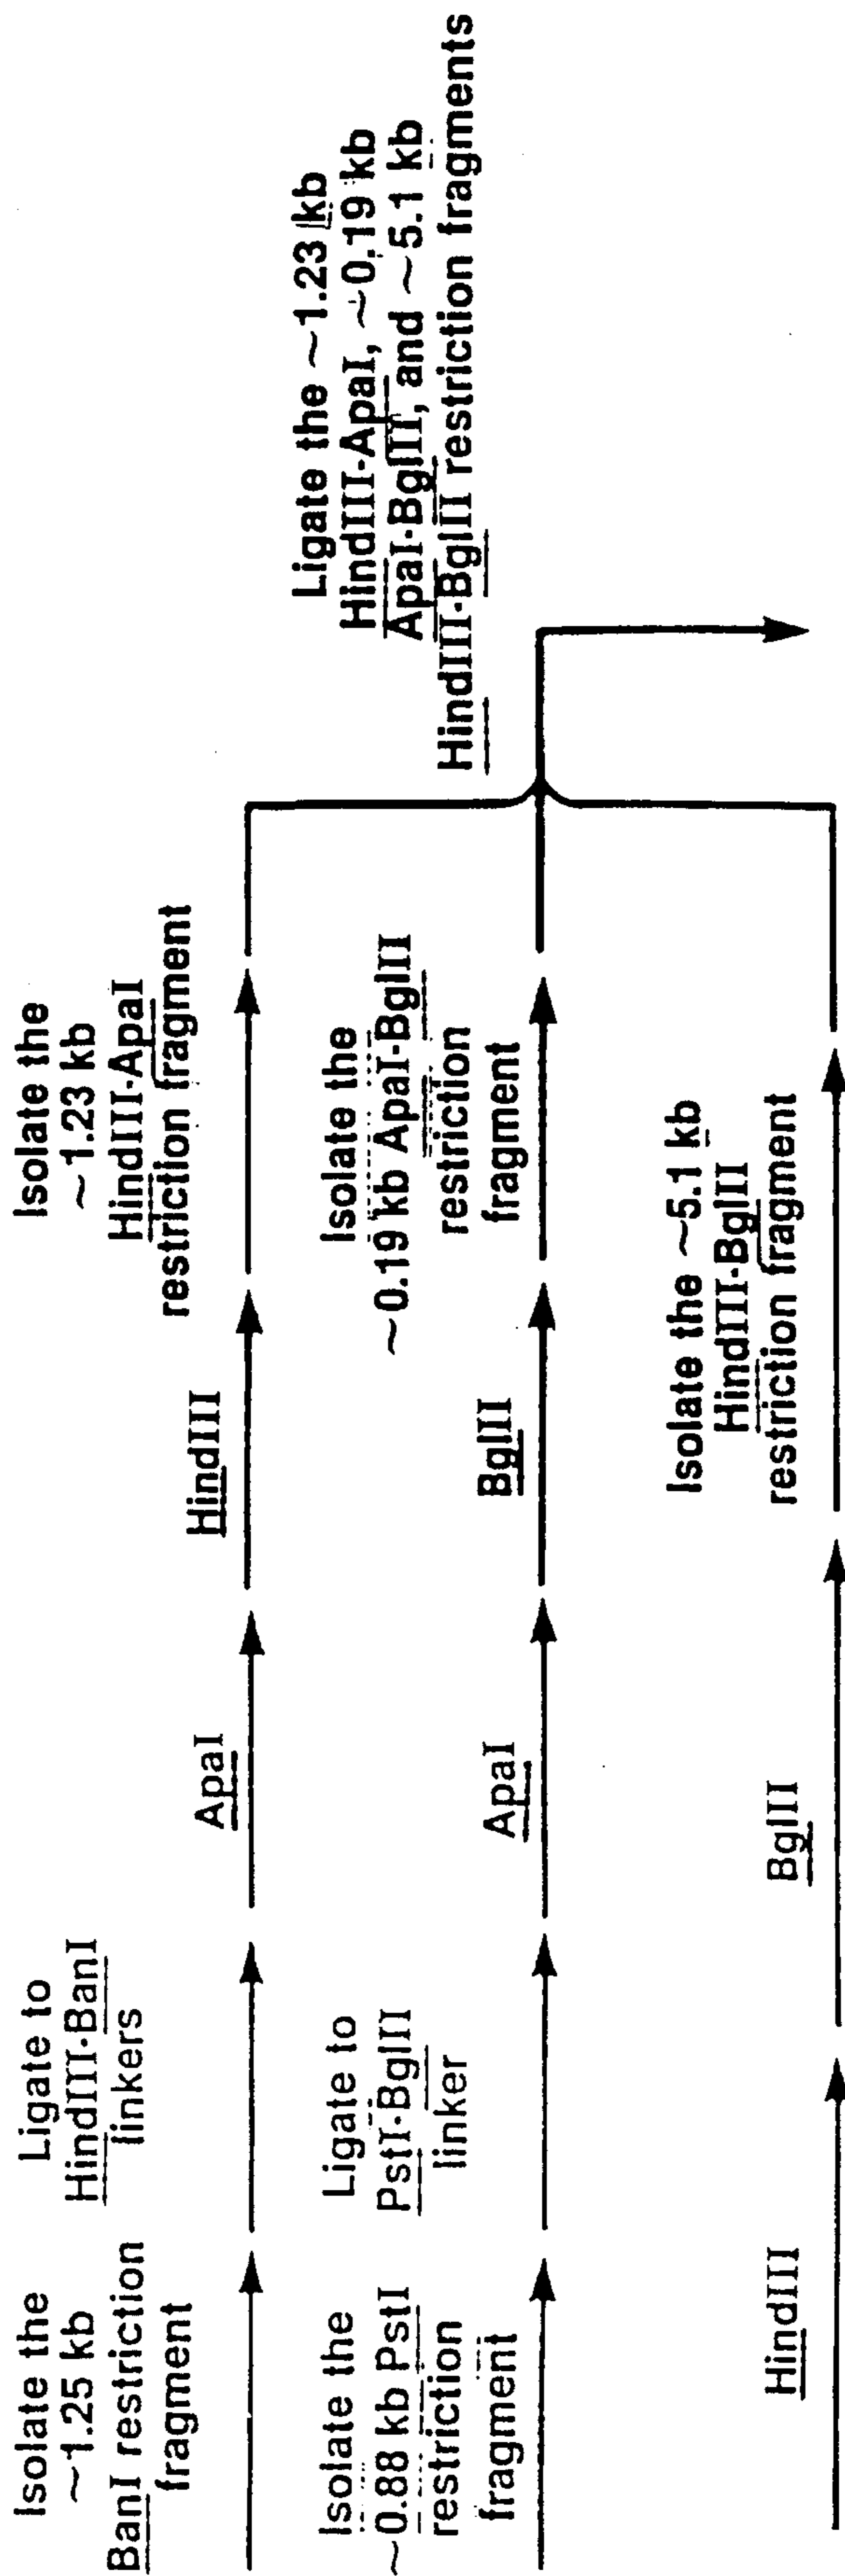 Isolate the
~1.25 kb
BanI restriction
fragment
Ligate to
HindIII-BanI
linkers
ApaI
HindIII
Isolate the
~1.23 kb
HindIII-ApaI
restriction fragment
Isolate the
~0.88 kb PstI
restriction
fragment
Ligate to
PstI-BglII
linker
ApaI
BglII
Isolate the
~0.19 kb ApaI-BglII
restriction
fragment
HindIII
BglII
Isolate the ~5.1 kb
HindIII-BglII
restriction fragment
Ligate the ~1.23 kb
HindIII-ApaI, ~0.19 kb
ApaI-BglII, and ~5.1 kb
HindIII-BglII restriction fragments